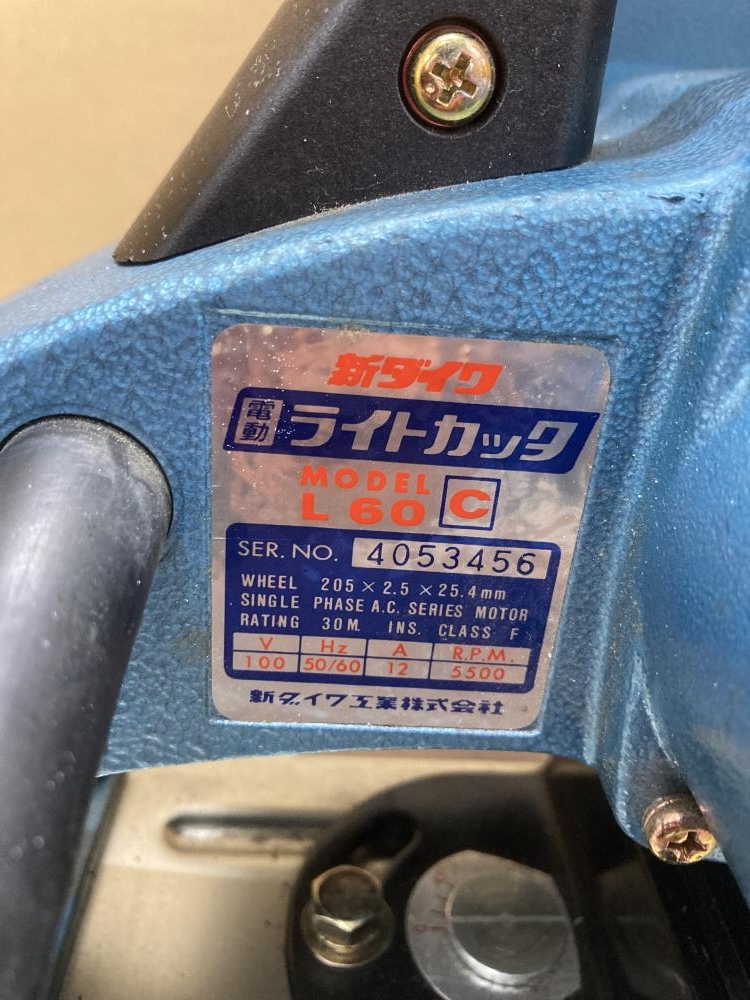 新ダイワ
電動 ライトカッタ
MODEL
L 60 C
SER. NO. 4053456
WHEEL 205 × 2.5 × 25.4mm
SINGLE PHASE A.C. SERIES MOTOR
RATING 30M. INS. CLASS F
V Hz A R.P.M.
100 50/60 12 5500
新ダイワ工業株式会社